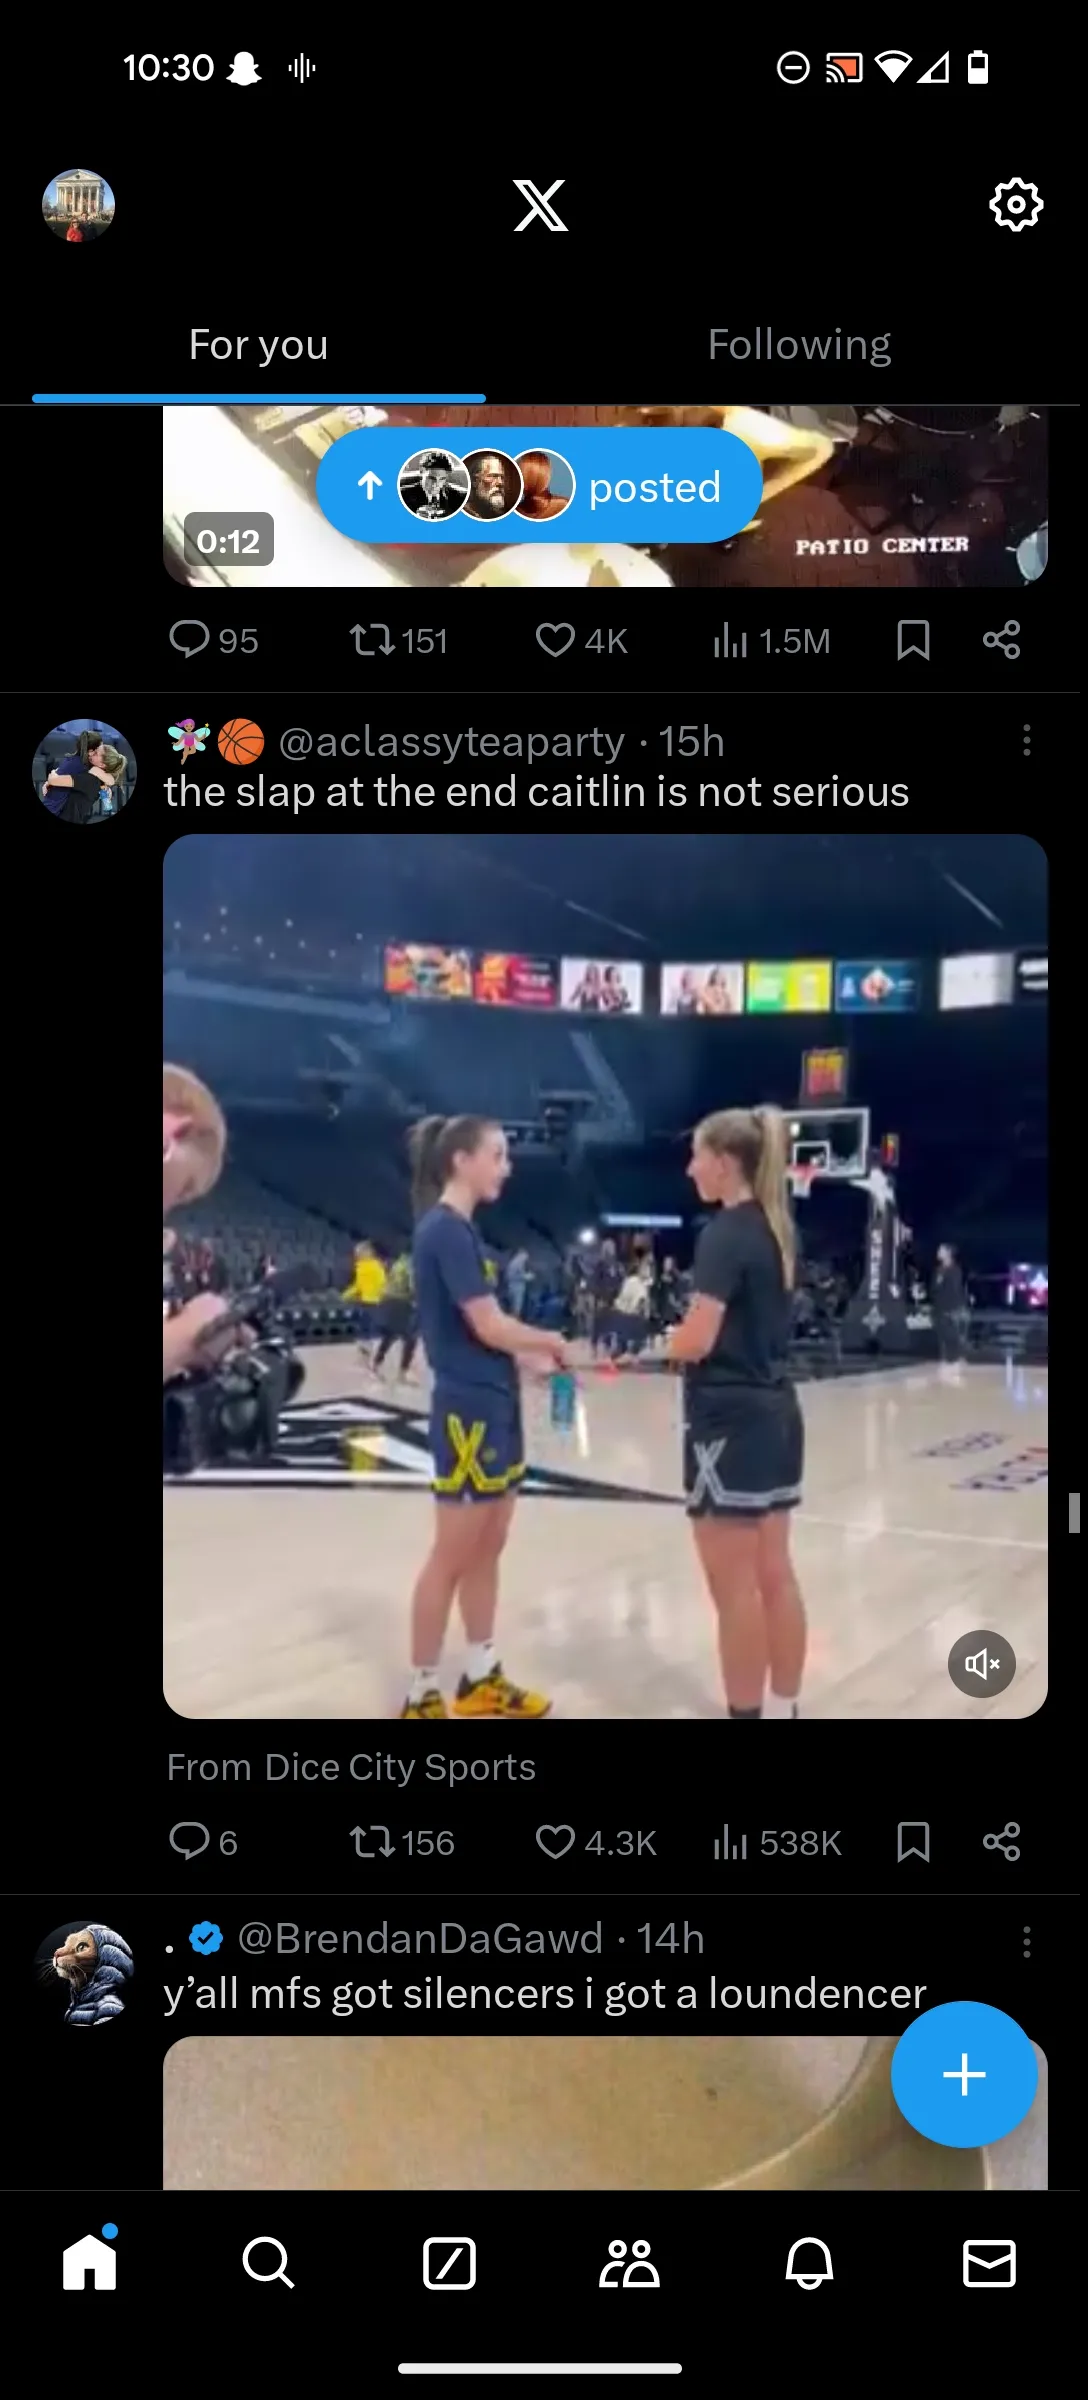 10:30
For you
Following
posted
0:12
PATIO CENTER
95 151 4K 1.5M
@aclassyteaparty · 15h
the slap at the end caitlin is not serious
From Dice City Sports
6 156 4.3K 538K
. @BrendanDaGawd · 14h
y’all mfs got silencers i got a loundencer